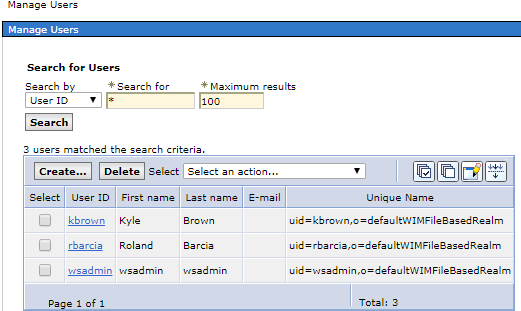 Manage Users
Manage Users
Search for Users
Search by *Search for *Maximum results
User ID * 100
Search
3 users matched the search criteria.
Create... Delete Select Select an action...
Select User ID First name Last name E-mail Unique Name
kbrown Kyle Brown uid=kbrown,o=defaultWIMFileBasedRealm
rbarcia Roland Barcia uid=rbarcia,o=defaultWIMFileBasedRealm
wsadmin wsadmin wsadmin uid=wsadmin,o=defaultWIMFileBasedRealm
Page 1 of 1 Total: 3